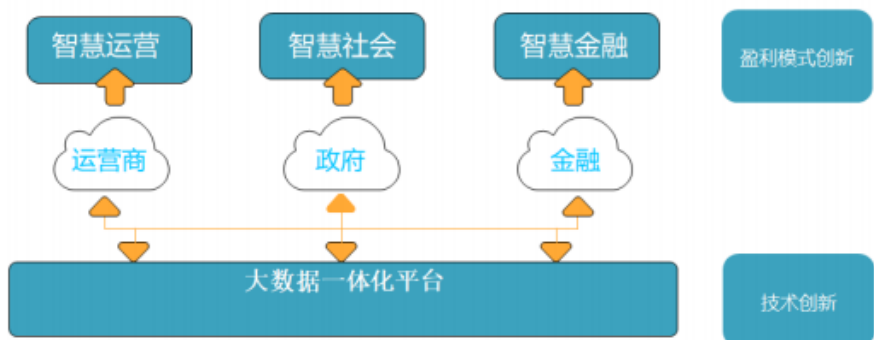 智慧运营
智慧社会
智慧金融
盈利模式创新
运营商
政府
金融
大数据一体化平台
技术创新